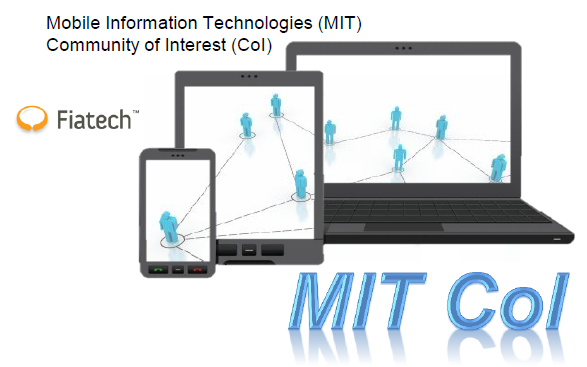 Mobile Information Technologies (MIT)
Community of Interest (CoI)
Fiatech™
MIT CoI